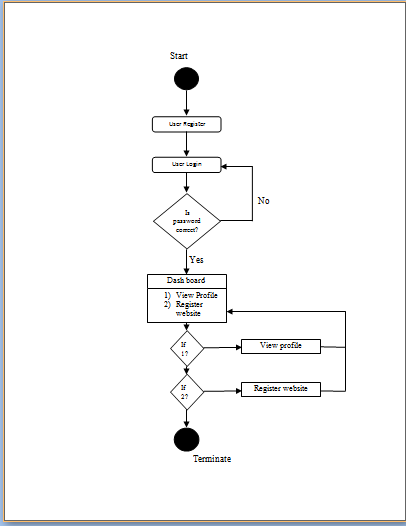 Start
User Register
User Login
Is
password
correct?
No
Yes
Dash board
1) View Profile
2) Register
website
If
1?
View profile
If
2?
Register website
Terminate